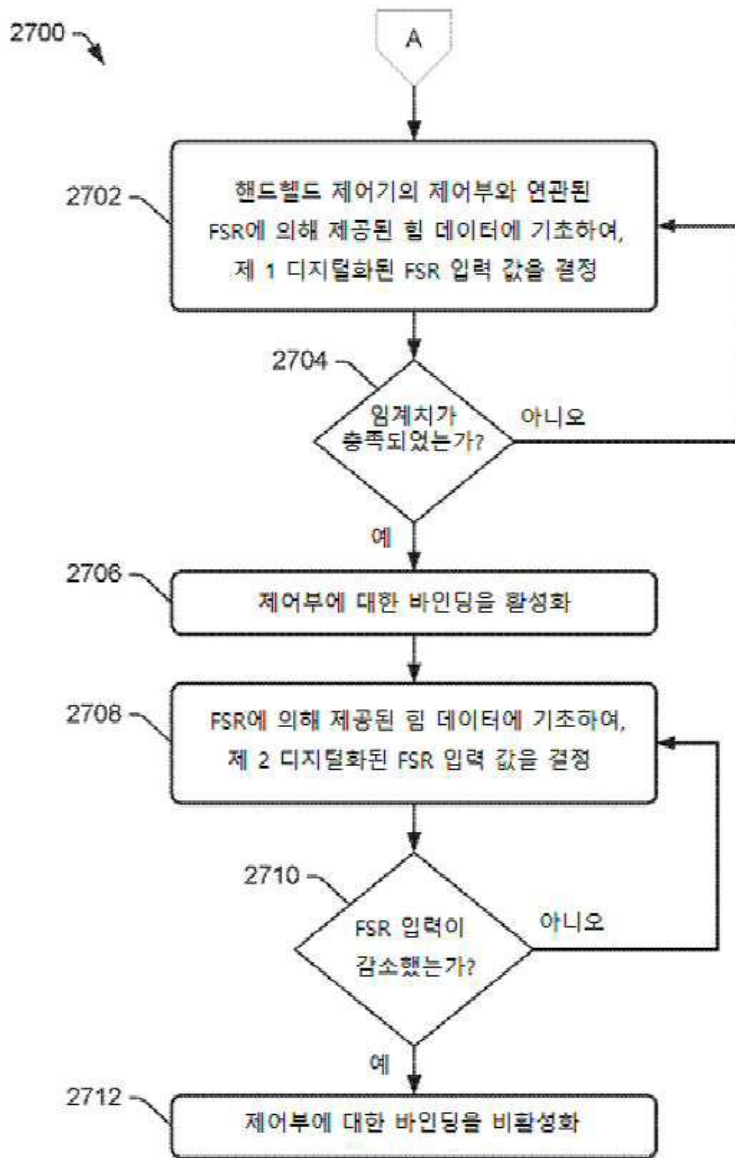 2700
A
2702
핸드헬드 제어기의 제어부와 연관된
FSR에 의해 제공된 힘 데이터에 기초하여,
제 1 디지털화된 FSR 입력 값을 결정
2704
임계치가
충족되었는가?
아니오
예
2706
제어부에 대한 바인딩을 활성화
2708
FSR에 의해 제공된 힘 데이터에 기초하여,
제 2 디지털화된 FSR 입력 값을 결정
2710
FSR 입력이
감소했는가?
아니오
예
2712
제어부에 대한 바인딩을 비활성화